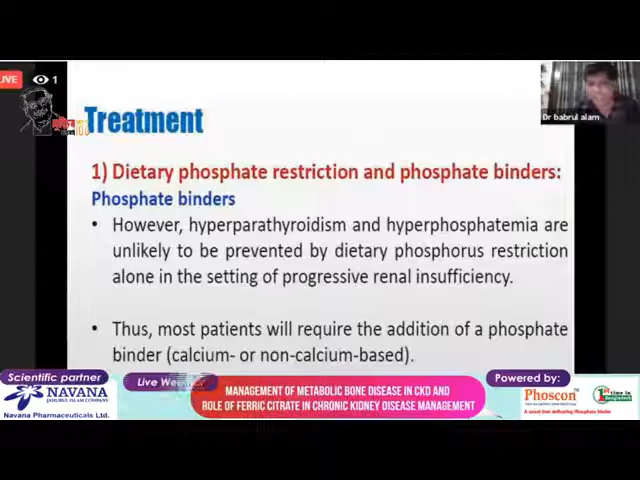 LIVE
1
Dr babrul alam
Treatment
1) Dietary phosphate restriction and phosphate binders:
Phosphate binders
• However, hyperparathyroidism and hyperphosphatemia are
unlikely to be prevented by dietary phosphorus restriction
alone in the setting of progressive renal insufficiency.
• Thus, most patients will require the addition of a phosphate
binder (calcium- or non-calcium-based).
Scientific partner
NAVANA
Navana Pharmaceuticals Ltd.
Live
MANAGEMENT OF METABOLIC BONE DISEASE IN CKD AND
ROLE OF FERRIC CITRATE IN CHRONIC KIDNEY DISEASE MANAGEMENT
Powered by:
Phoscon
1st time in
Bangladesh